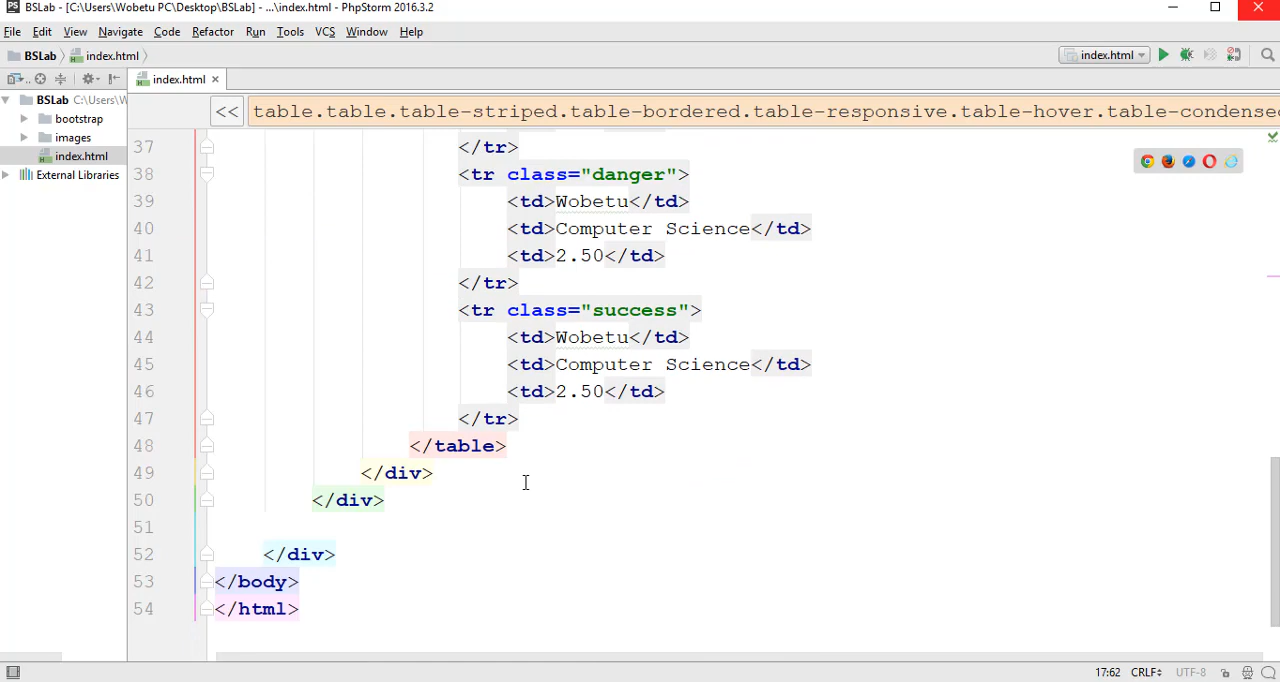 BSLab - [C:\Users\Wobetu PC\Desktop\BSLab] - ...\index.html - PhpStorm 2016.3.2
File Edit View Navigate Code Refactor Run Tools VCS Window Help
BSLab index.html index.html
index.html
BSLab C:\Users\W
<< table.table.table-striped.table-bordered.table-responsive.table-hover.table-condensed
bootstrap
images
index.html
External Libraries
37 </tr>
38 <tr class="danger">
39 <td>Wobetu</td>
40 <td>Computer Science</td>
41 <td>2.50</td>
42 </tr>
43 <tr class="success">
44 <td>Wobetu</td>
45 <td>Computer Science</td>
46 <td>2.50</td>
47 </tr>
48 </table>
49 </div>
50 </div>
51
52 </div>
53 </body>
54 </html>
17:62 CRLF UTF-8